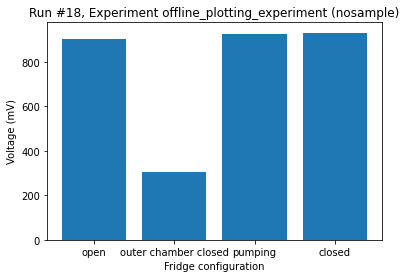 Run #18, Experiment offline_plotting_experiment (nosample)
Voltage (mV)
800
600
400
200
0
open outer chamber closed pumping closed
Fridge configuration